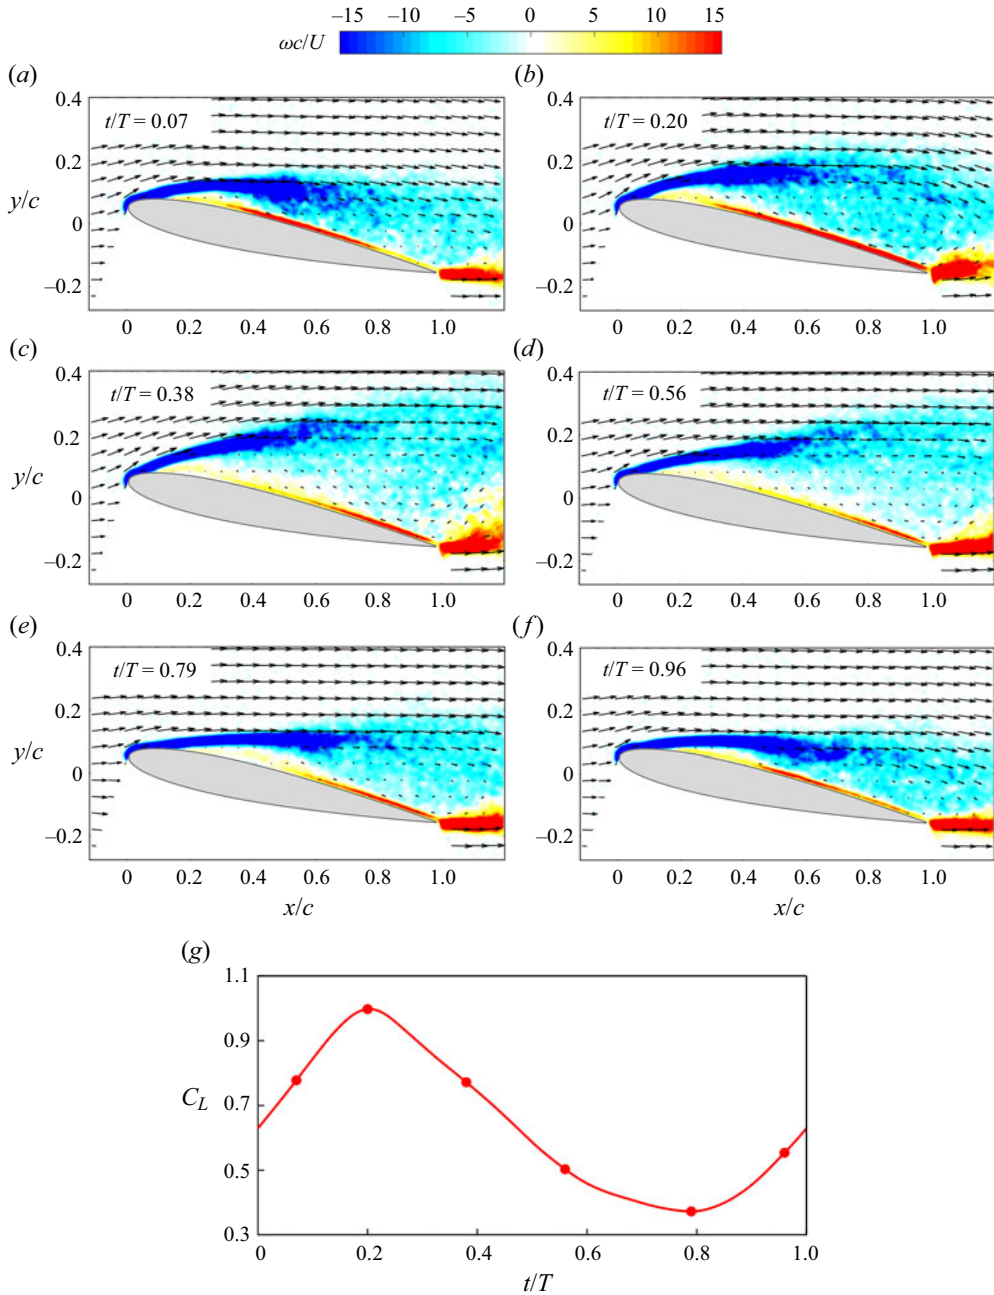 −15 −10 −5 0 5 10 15
ωc/U
(a) (b)
0.4 0.4
t/T = 0.07 t/T = 0.20
0.2 0.2
y/c
0 0
−0.2 −0.2
0 0.2 0.4 0.6 0.8 1.0 0 0.2 0.4 0.6 0.8 1.0
(c) (d)
0.4 0.4
t/T = 0.38 t/T = 0.56
0.2 0.2
y/c
0 0
−0.2 −0.2
0 0.2 0.4 0.6 0.8 1.0 0 0.2 0.4 0.6 0.8 1.0
(e) (f)
0.4 0.4
t/T = 0.79 t/T = 0.96
0.2 0.2
y/c
0 0
−0.2 −0.2
0 0.2 0.4 0.6 0.8 1.0 0 0.2 0.4 0.6 0.8 1.0
x/c x/c
(g)
1.1
0.9
C_L
0.7
0.5
0.3
0 0.2 0.4 0.6 0.8 1.0
t/T